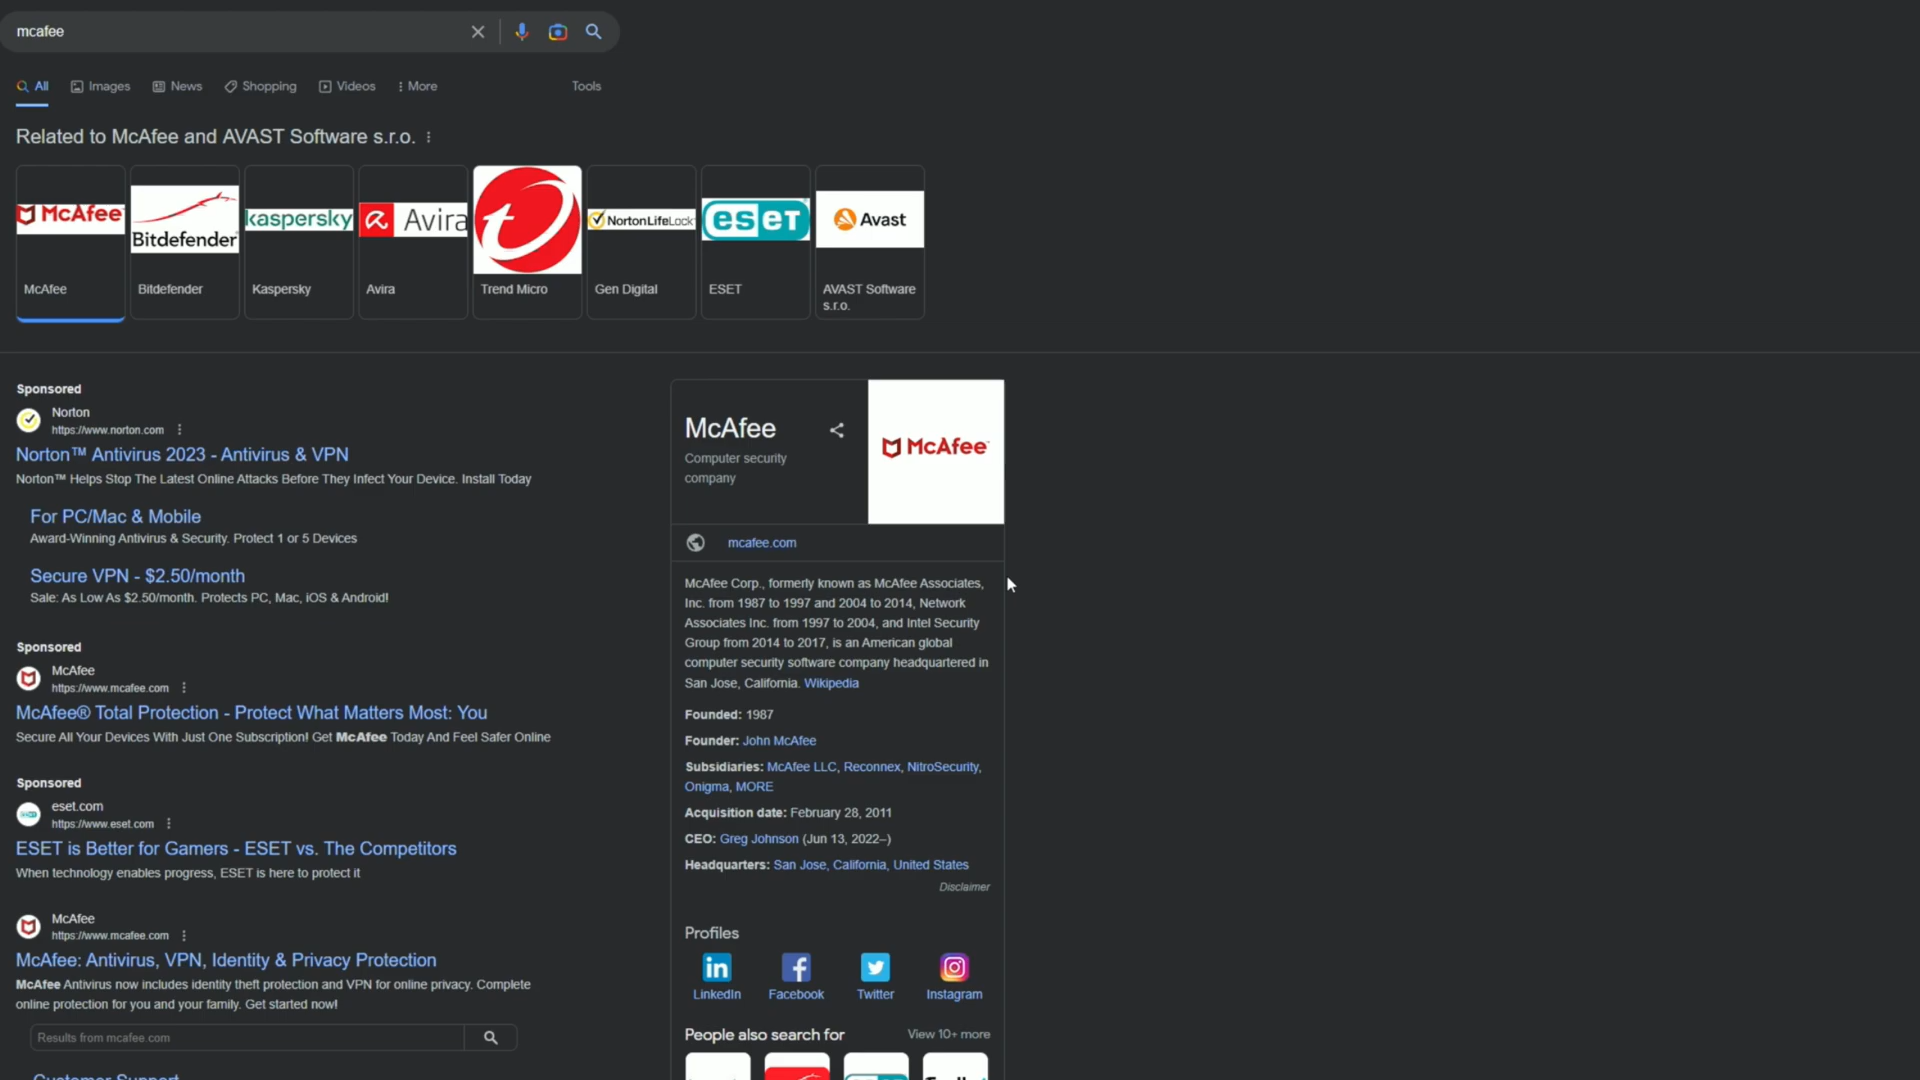 mcafee
All
Images
News
Shopping
Videos
More
Tools
Related to McAfee and AVAST Software s.r.o.
McAfee
Bitdefender
kaspersky
Avira
NortonLifeLock
eseT
Avast
McAfee
Bitdefender
Kaspersky
Avira
Trend Micro
Gen Digital
ESET
AVAST Software
s.r.o.
Sponsored
Norton
https://www.norton.com
Norton™ Antivirus 2023 - Antivirus & VPN
Norton™ Helps Stop The Latest Online Attacks Before They Infect Your Device. Install Today
For PC/Mac & Mobile
Award-Winning Antivirus & Security. Protect 1 or 5 Devices
Secure VPN - $2.50/month
Sale: As Low As $2.50/month. Protects PC, Mac, iOS & Android!
Sponsored
McAfee
https://www.mcafee.com
McAfee® Total Protection - Protect What Matters Most: You
Secure All Your Devices With Just One Subscription! Get McAfee Today And Feel Safer Online
Sponsored
eset.com
https://www.eset.com
ESET is Better for Gamers - ESET vs. The Competitors
When technology enables progress, ESET is here to protect it
McAfee
https://www.mcafee.com
McAfee: Antivirus, VPN, Identity & Privacy Protection
McAfee Antivirus now includes identity theft protection and VPN for online privacy. Complete
online protection for you and your family. Get started now!
Results from mcafee.com
Customer Support
McAfee
Computer security
company
McAfee
mcafee.com
McAfee Corp., formerly known as McAfee Associates,
Inc. from 1987 to 1997 and 2004 to 2014, Network
Associates Inc. from 1997 to 2004, and Intel Security
Group from 2014 to 2017, is an American global
computer security software company headquartered in
San Jose, California. Wikipedia
Founded: 1987
Founder: John McAfee
Subsidiaries: McAfee LLC, Reconnex, NitroSecurity,
Onigma, MORE
Acquisition date: February 28, 2011
CEO: Greg Johnson (Jun 13, 2022–)
Headquarters: San Jose, California, United States
Disclaimer
Profiles
LinkedIn
Facebook
Twitter
Instagram
People also search for
View 10+ more